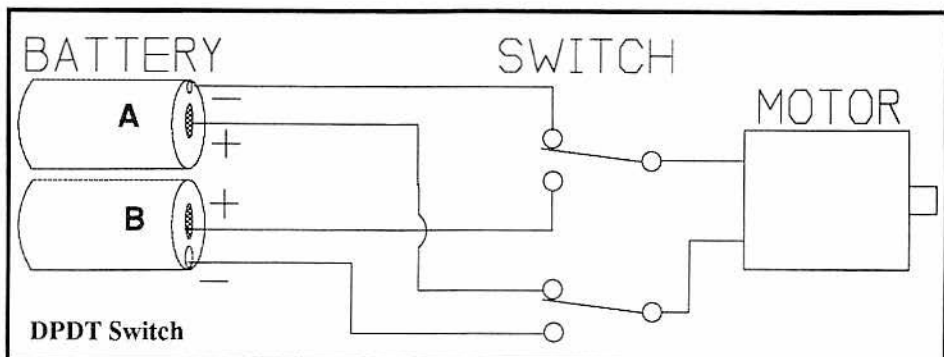 BATTERY
SWITCH
MOTOR
A
−
+
+
B
−
DPDT Switch